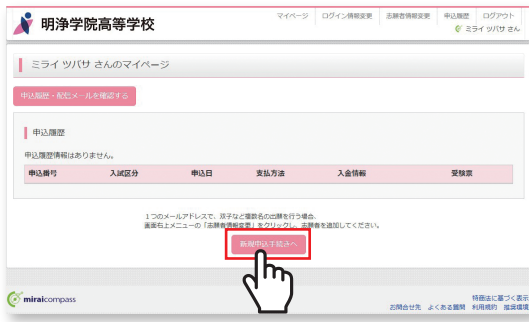 明浄学院高等学校
マイページ ログイン情報変更 志願者情報変更 申込履歴 ログアウト
ミライ ツバサ さん
ミライ ツバサ さんのマイページ
申込履歴・配信メールを確認する
申込履歴
申込履歴情報はありません。
申込番号 入試区分 申込日 支払方法 入金情報 受験票
1つのメールアドレスで、双子など複数名の出願を行う場合、
画面右上メニューの「志願者情報変更」をクリックし、志願者を追加してください。
新規申込手続きへ
miraicompass
特商法に基づく表示
お問合せ先 よくある質問 利用規約 推奨環境